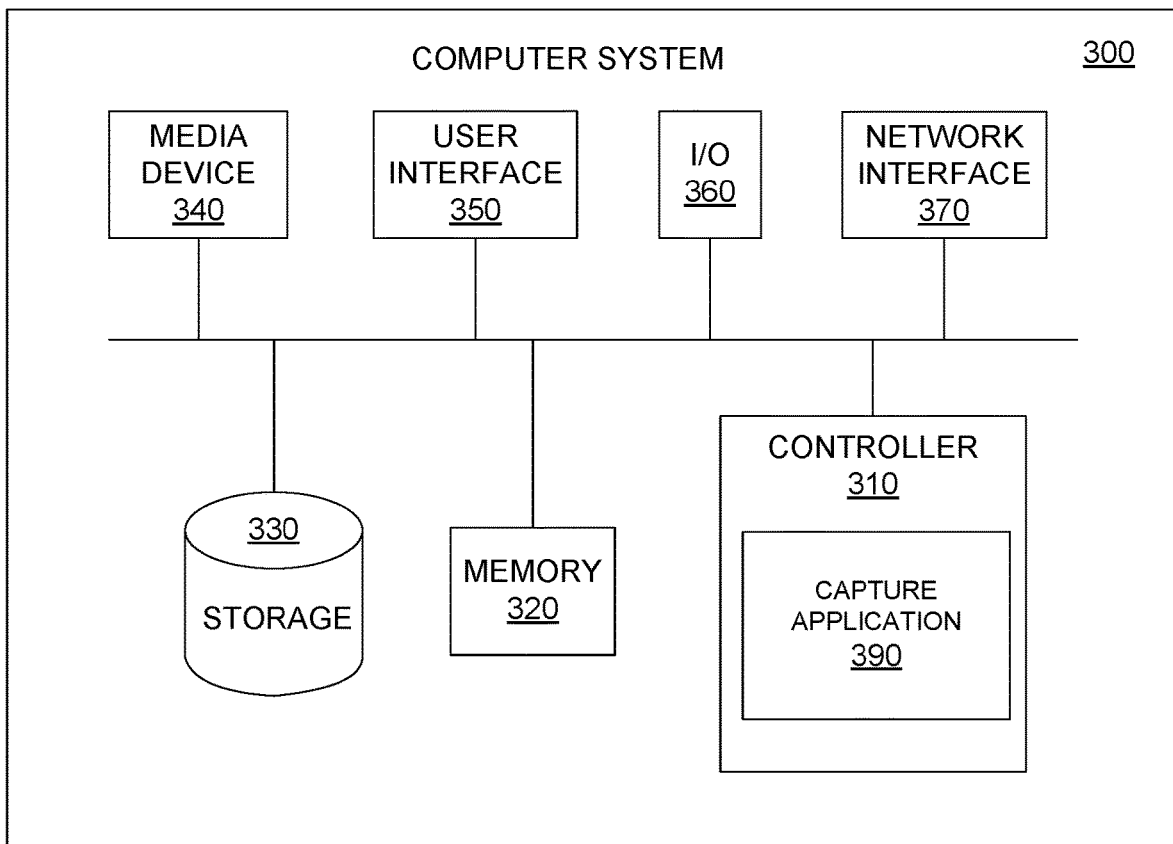 COMPUTER SYSTEM
300
MEDIA
DEVICE
340
USER
INTERFACE
350
I/O
360
NETWORK
INTERFACE
370
330
STORAGE
MEMORY
320
CONTROLLER
310
CAPTURE
APPLICATION
390